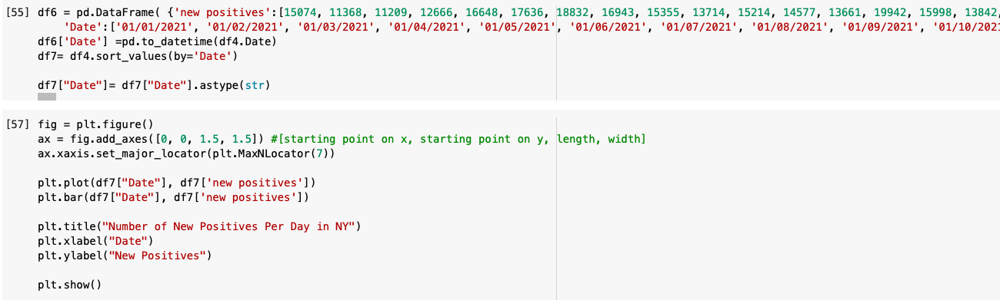 [55] df6 = pd.DataFrame( {'new positives':[15074, 11368, 11209, 12666, 16648, 17636, 18832, 16943, 15355, 13714, 15214, 14577, 13661, 19942, 15998, 13842,
'Date':['01/01/2021', '01/02/2021', '01/03/2021', '01/04/2021', '01/05/2021', '01/06/2021', '01/07/2021', '01/08/2021', '01/09/2021', '01/10/2021
df6['Date'] =pd.to_datetime(df4.Date)
df7= df4.sort_values(by='Date')
df7["Date"]= df7["Date"].astype(str)
[57] fig = plt.figure()
ax = fig.add_axes([0, 0, 1.5, 1.5]) #[starting point on x, starting point on y, length, width]
ax.xaxis.set_major_locator(plt.MaxNLocator(7))
plt.plot(df7["Date"], df7['new positives'])
plt.bar(df7["Date"], df7['new positives'])
plt.title("Number of New Positives Per Day in NY")
plt.xlabel("Date")
plt.ylabel("New Positives")
plt.show()